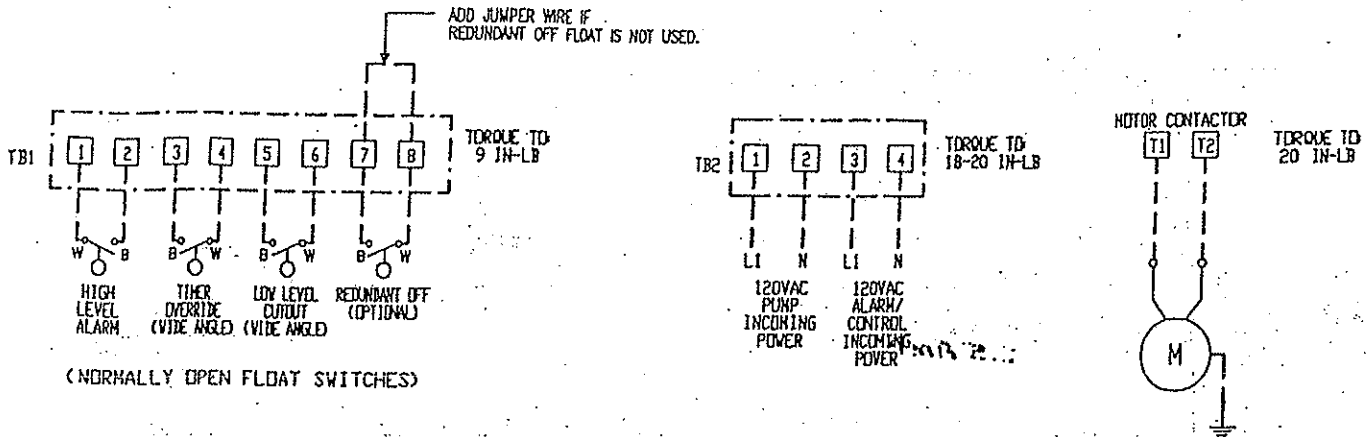 ADD JUMPER WIRE IF
REDUNDANT OFF FLOAT IS NOT USED.
TB1
1 2 3 4 5 6 7 8
TORQUE TO
9 IN-LB
W B B W B W B W
HIGH
LEVEL
ALARM
TIMER
OVERRIDE
(WIDE ANGLE)
LOW LEVEL
CUTOUT
(WIDE ANGLE)
REDUNDANT OFF
(OPTIONAL)
(NORMALLY OPEN FLOAT SWITCHES)
TB2
1 2 3 4
TORQUE TO
18-20 IN-LB
L1 N L1 N
120VAC
PUMP
INCOMING
POWER
120VAC
ALARM/
CONTROL
INCOMING
POWER
MOTOR CONTACTOR
T1 T2
TORQUE TO
20 IN-LB
M